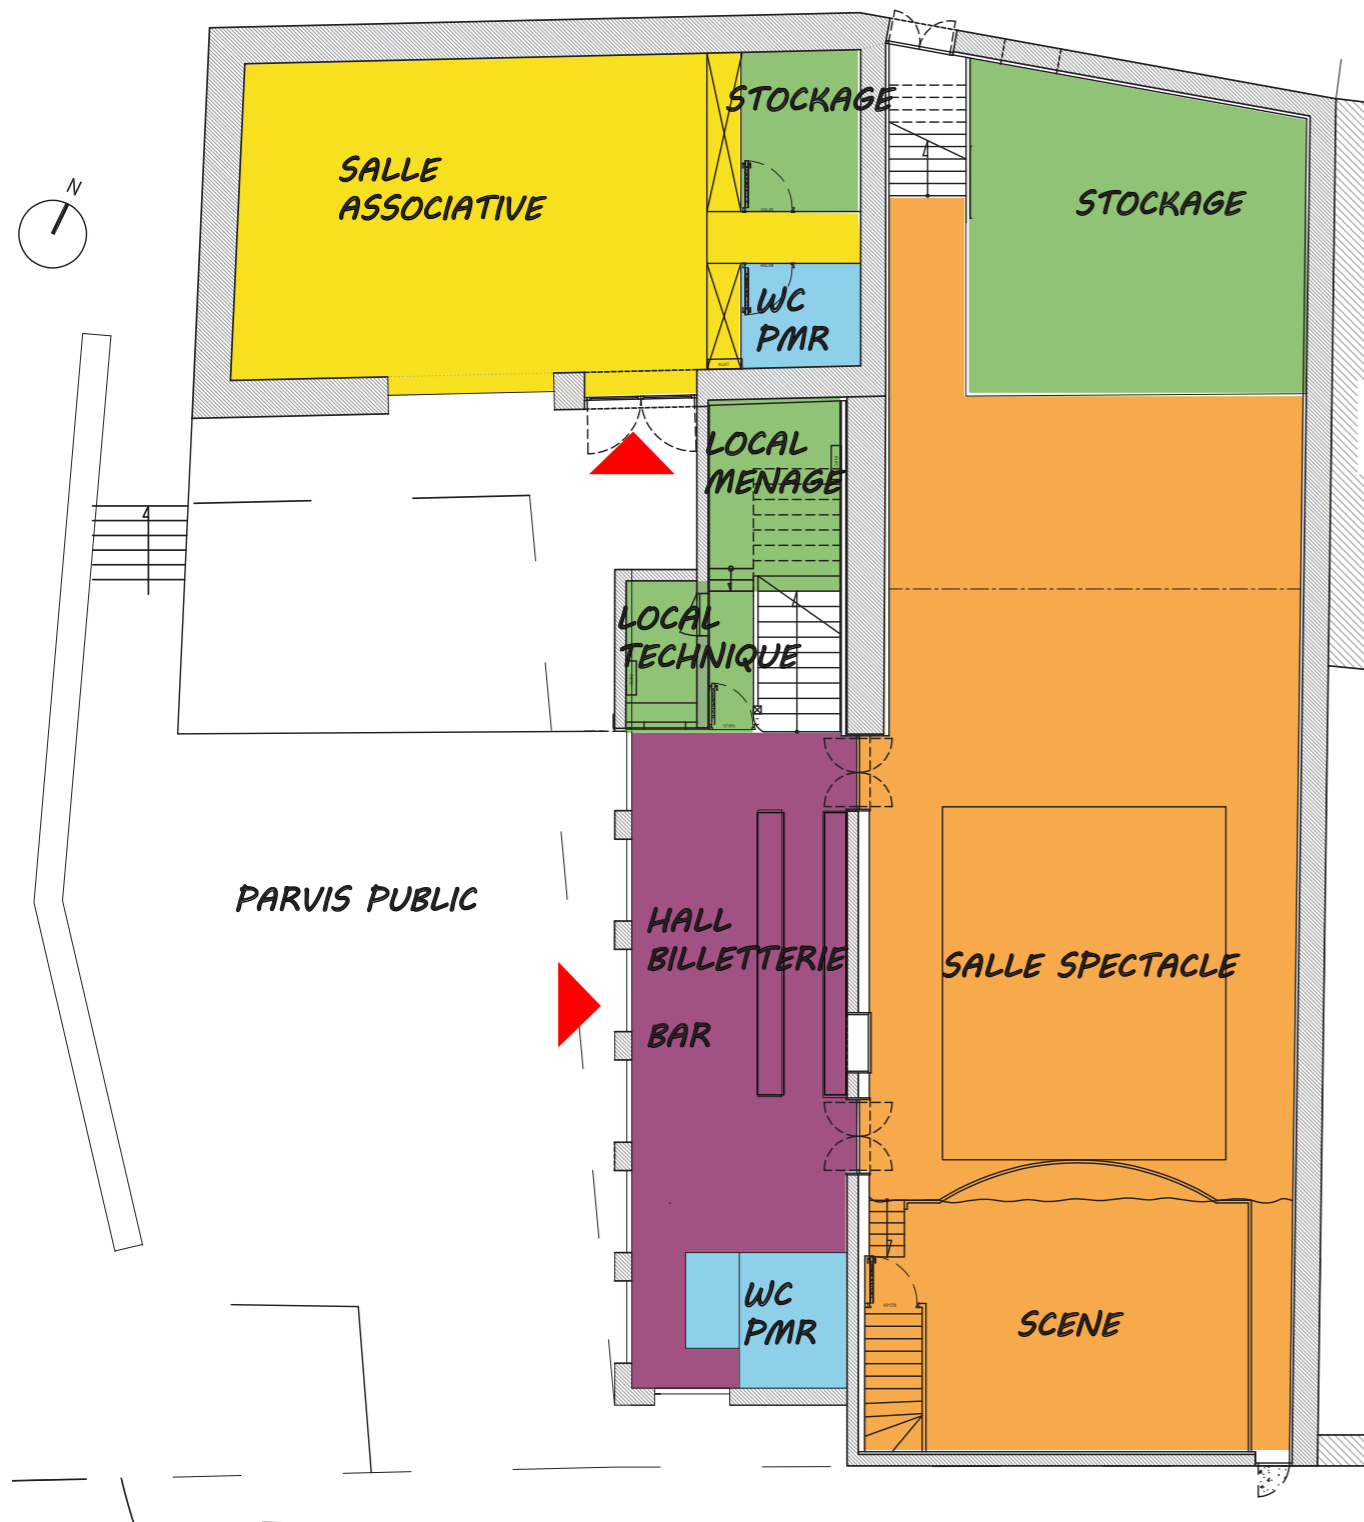 N
STOCKAGE
SALLE
ASSOCIATIVE
STOCKAGE
WC
PMR
LOCAL
MENAGE
LOCAL
TECHNIQUE
PARVIS PUBLIC
HALL
BILLETTERIE
BAR
SALLE SPECTACLE
WC
PMR
SCENE